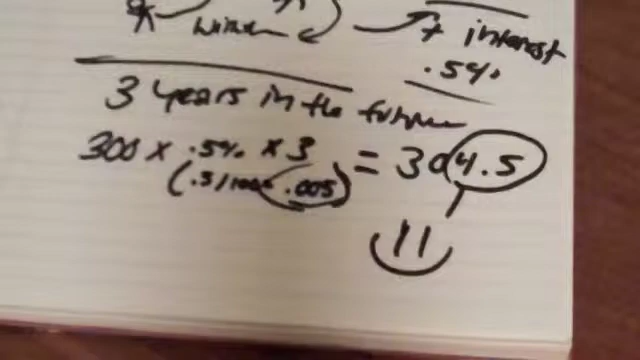 + interest
.5%
3 years in the future
300 x .5% x 3 = 304.5
(.5/100 = .005)